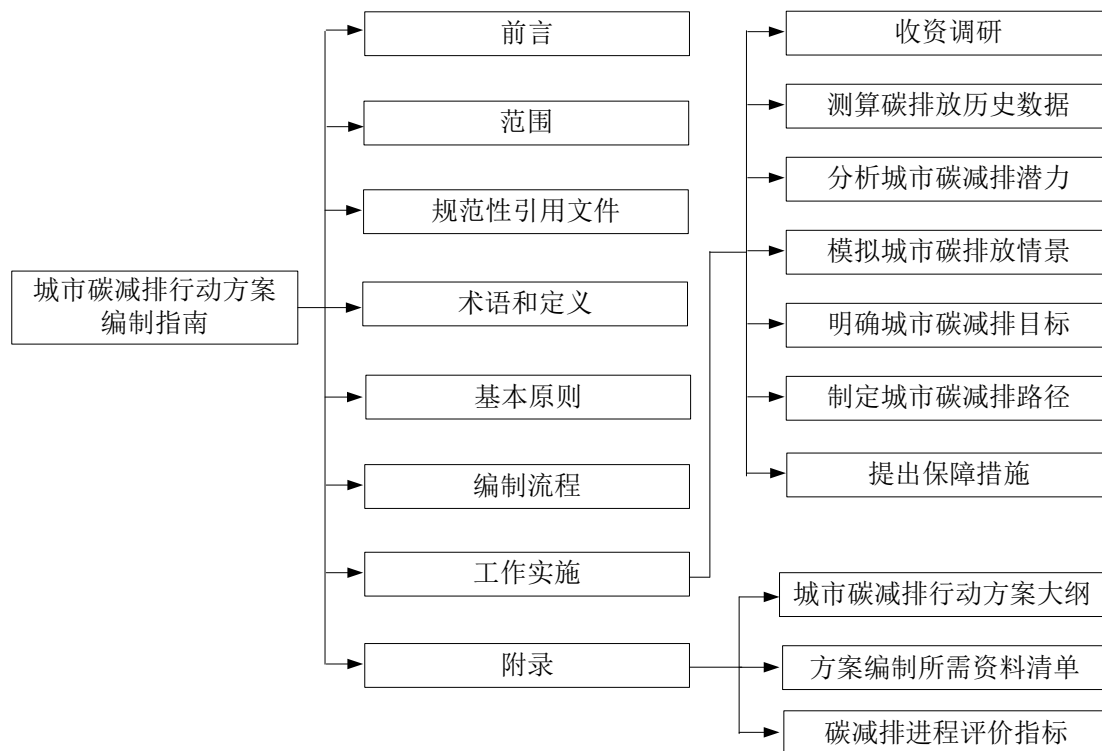 城市碳减排行动方案
编制指南
前言
范围
规范性引用文件
术语和定义
基本原则
编制流程
工作实施
附录
收资调研
测算碳排放历史数据
分析城市碳减排潜力
模拟城市碳排放情景
明确城市碳减排目标
制定城市碳减排路径
提出保障措施
城市碳减排行动方案大纲
方案编制所需资料清单
碳减排进程评价指标